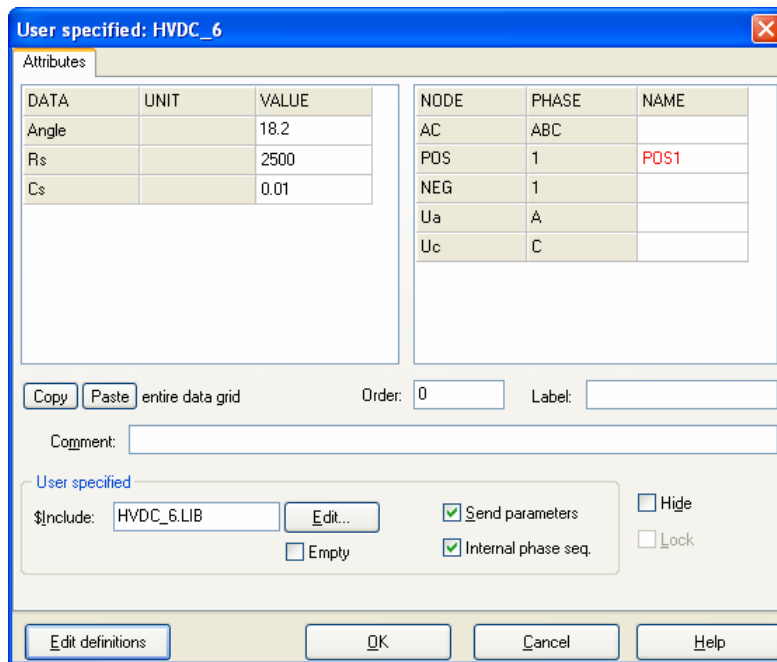 User specified: HVDC_6
Attributes
DATA UNIT VALUE
Angle 18.2
Rs 2500
Cs 0.01
NODE PHASE NAME
AC ABC
POS 1 POS1
NEG 1
Ua A
Uc C
Copy Paste entire data grid Order: 0 Label:
Comment:
User specified
$Include: HVDC_6.LIB Edit... Send parameters Hide
Empty Internal phase seq. Lock
Edit definitions OK Cancel Help